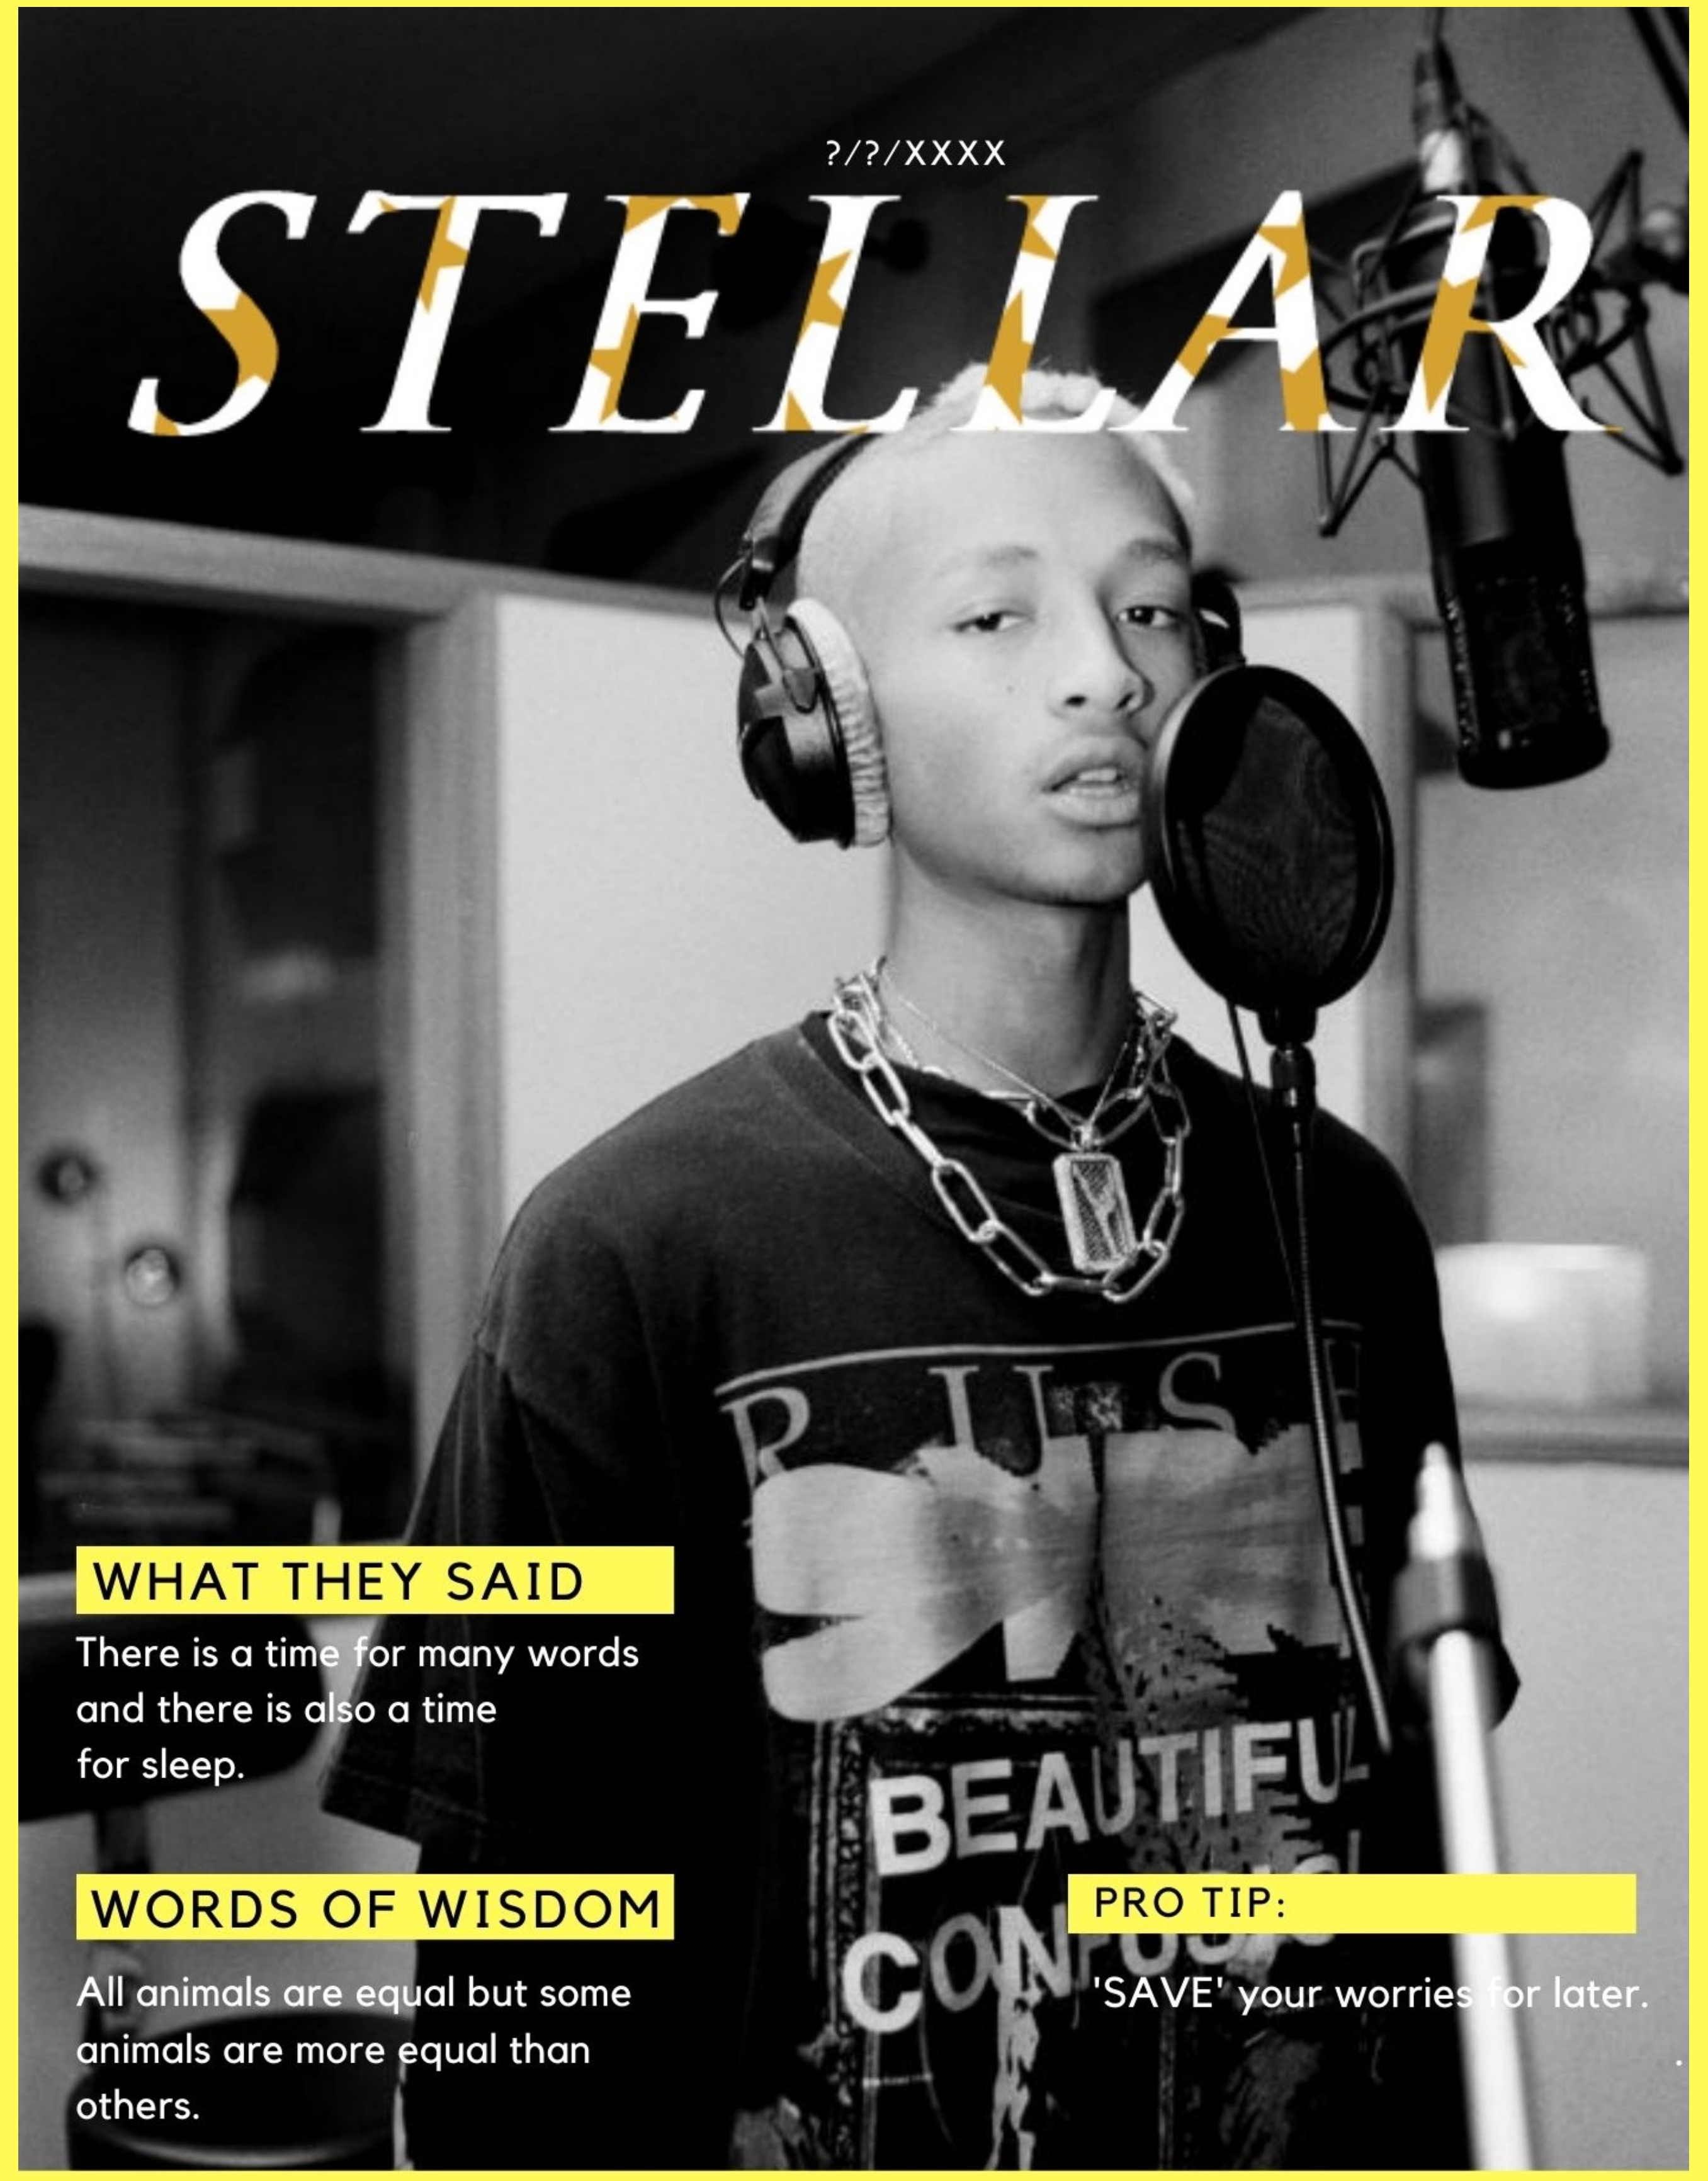 ?/?/XXXX
STELLAR
R U S
BEAUTIFUL
WHAT THEY SAID
There is a time for many words
and there is also a time
for sleep.
WORDS OF WISDOM
All animals are equal but some
animals are more equal than
others.
PRO TIP:
'SAVE' your worries for later.